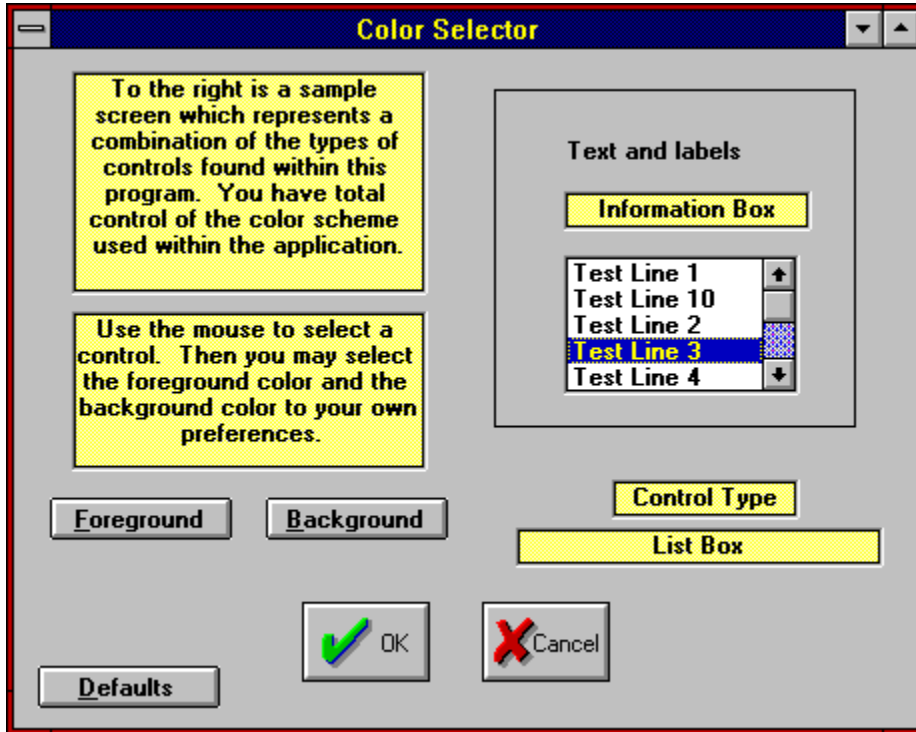 Color Selector
To the right is a sample
screen which represents a
combination of the types of
controls found within this
program.  You have total
control of the color scheme
used within the application.
Use the mouse to select a
control.  Then you may select
the foreground color and the
background color to your own
preferences.
Text and labels
Information Box
Test Line 1
Test Line 10
Test Line 2
Test Line 3
Test Line 4
Foreground
Background
Control Type
List Box
OK
Cancel
Defaults